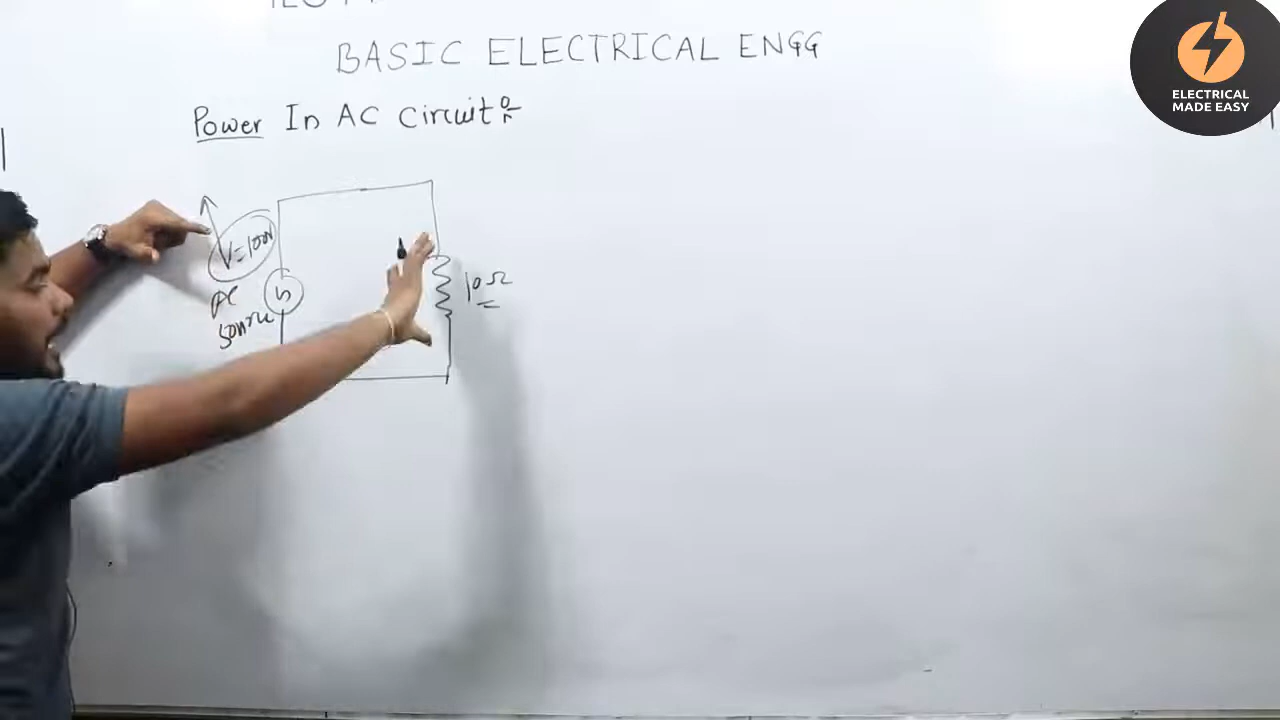 BASIC ELECTRICAL ENGG
Power In AC Circuit:-
V=100V
AC
source
10Ω
ELECTRICAL
MADE EASY